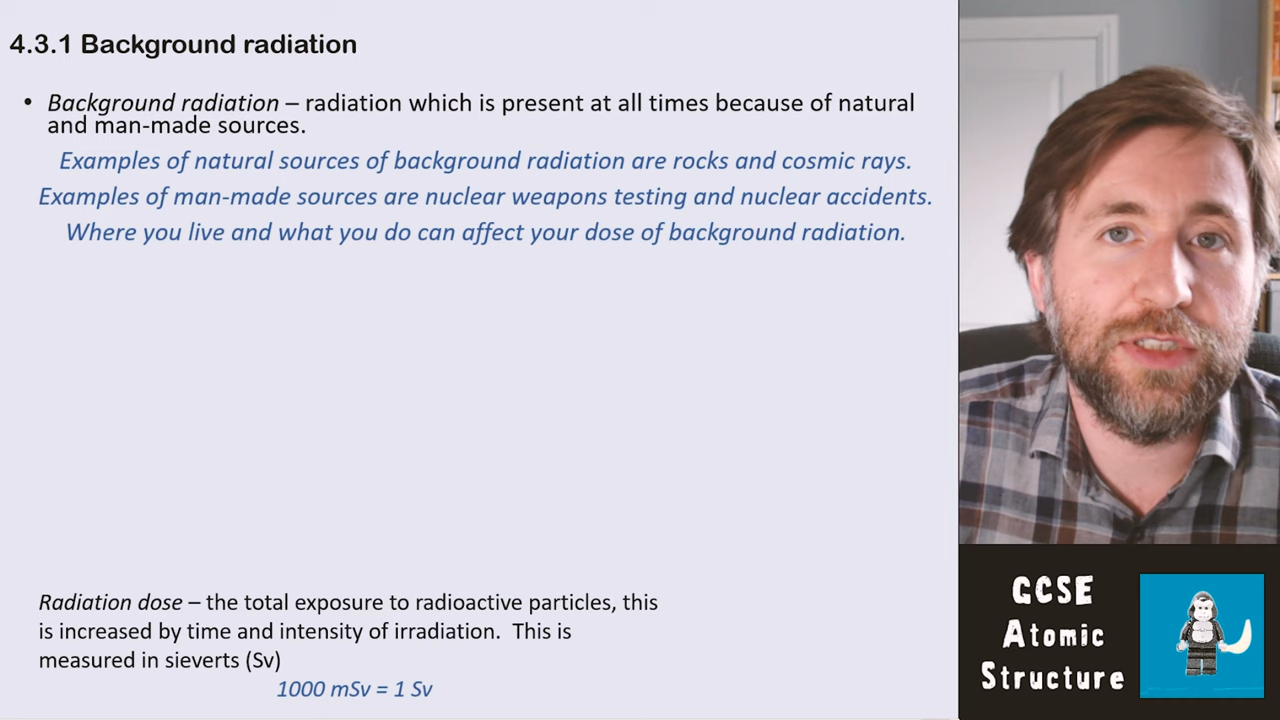 4.3.1 Background radiation
• Background radiation – radiation which is present at all times because of natural
and man-made sources.
Examples of natural sources of background radiation are rocks and cosmic rays.
Examples of man-made sources are nuclear weapons testing and nuclear accidents.
Where you live and what you do can affect your dose of background radiation.
Radiation dose – the total exposure to radioactive particles, this
is increased by time and intensity of irradiation.  This is
measured in sieverts (Sv)
1000 mSv = 1 Sv
GCSE
Atomic
Structure